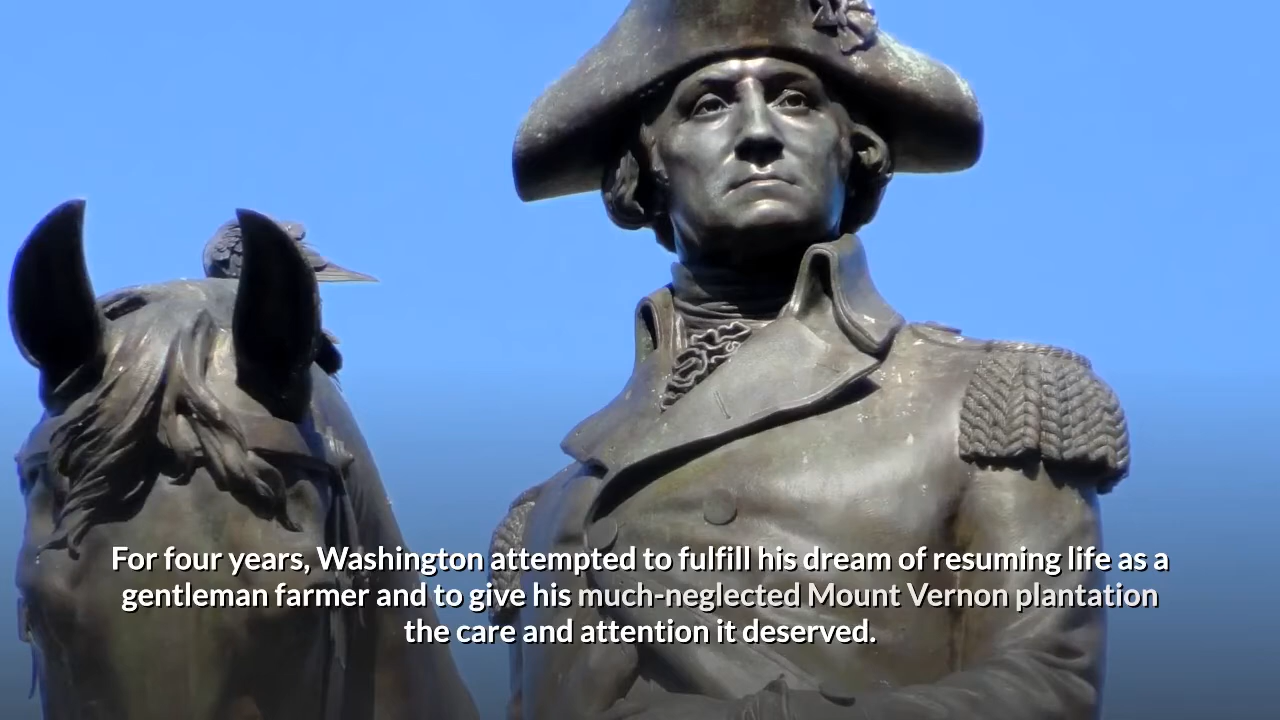 For four years, Washington attempted to fulfill his dream of resuming life as a
gentleman farmer and to give his much-neglected Mount Vernon plantation
the care and attention it deserved.